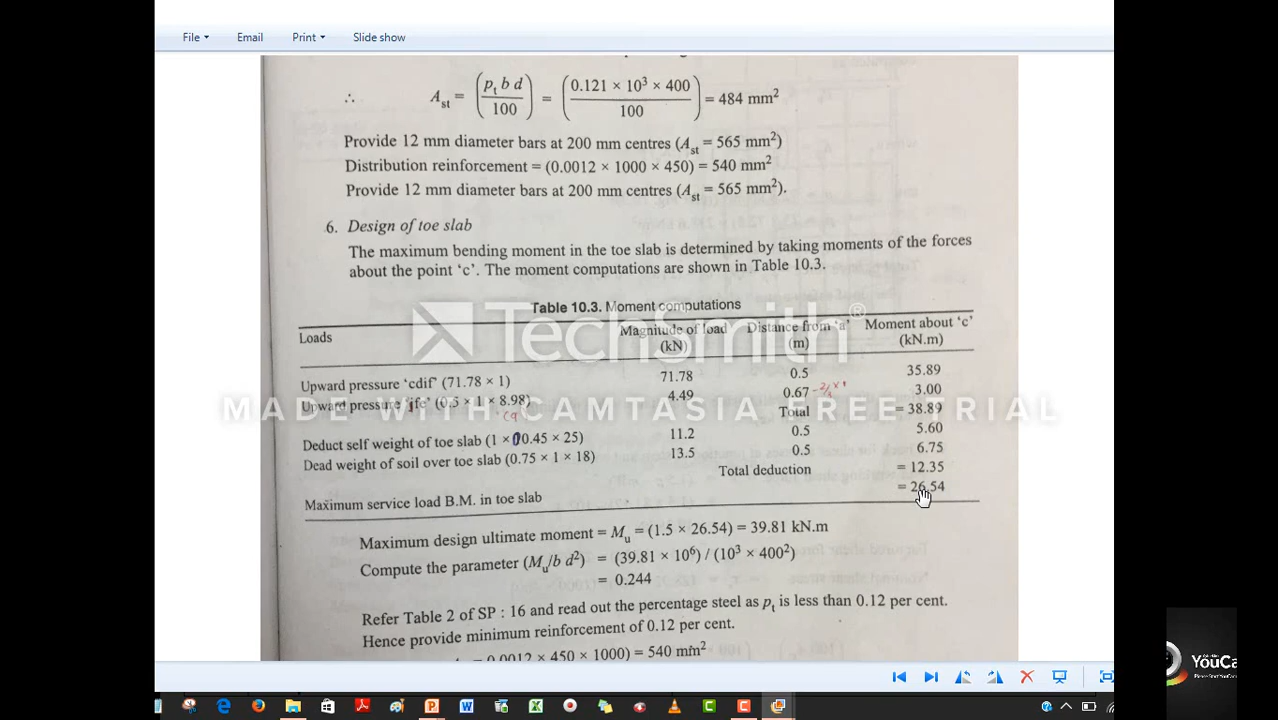 File Email Print Slide show
∴ A_st = (p_t b d / 100) = (0.121 × 10³ × 400 / 100) = 484 mm²
Provide 12 mm diameter bars at 200 mm centres (A_st = 565 mm²)
Distribution reinforcement = (0.0012 × 1000 × 450) = 540 mm²
Provide 12 mm diameter bars at 200 mm centres (A_st = 565 mm²).
6. Design of toe slab
The maximum bending moment in the toe slab is determined by taking moments of the forces
about the point ‘c’. The moment computations are shown in Table 10.3.
Table 10.3. Moment computations
Loads Magnitude of load (kN) Distance from ‘a’ (m) Moment about ‘c’ (kN.m)
Upward pressure ‘cdif’ (71.78 × 1) 71.78 0.5 35.89
Upward pressure ‘jfe’ (0.5 × 1 × 8.98) 4.49 0.67 3.00
Total = 38.89
Deduct self weight of toe slab (1 × 0.45 × 25) 11.2 0.5 5.60
Dead weight of soil over toe slab (0.75 × 1 × 18) 13.5 0.5 6.75
Total deduction = 12.35
Maximum service load B.M. in toe slab = 26.54
TechSmith®
MADE WITH CAMTASIA FREE TRIAL
Maximum design ultimate moment = M_u = (1.5 × 26.54) = 39.81 kN.m
Compute the parameter (M_u/b d²) = (39.81 × 10⁶) / (10³ × 400²)
= 0.244
Refer Table 2 of SP : 16 and read out the percentage steel as p_t is less than 0.12 per cent.
Hence provide minimum reinforcement of 0.12 per cent.
0.0012 × 450 × 1000) = 540 mm²
YouCa